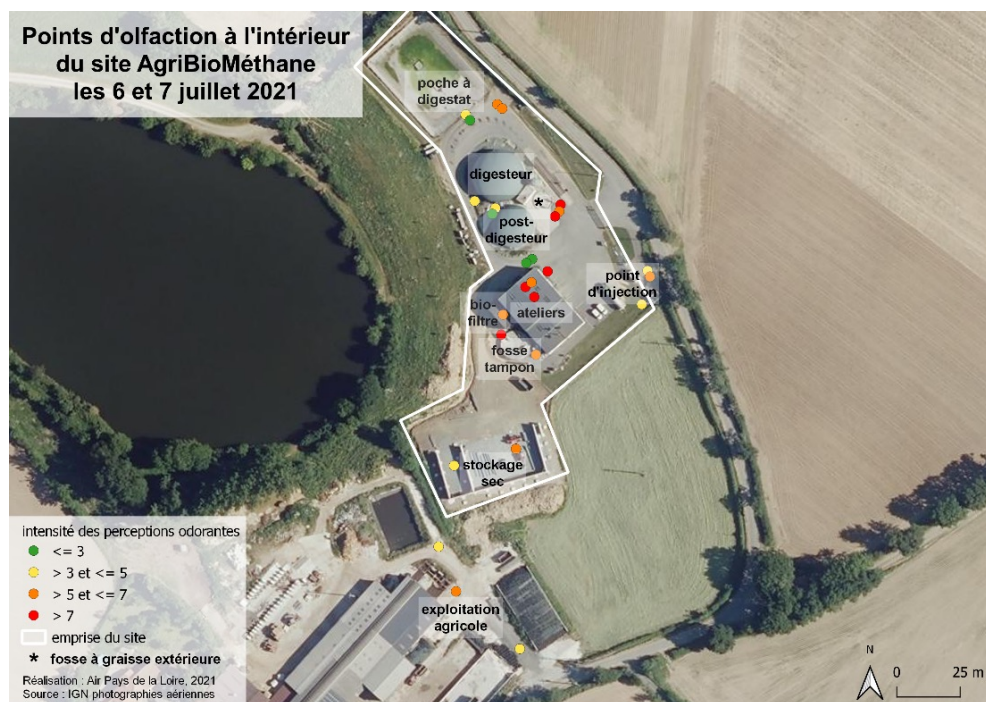 Points d'olfaction à l'intérieur
du site AgriBioMéthane
les 6 et 7 juillet 2021
poche à
digestat
digesteur
*
post-
digesteur
point
d'injection
bio-
filtre
ateliers
fosse
tampon
stockage
sec
exploitation
agricole
intensité des perceptions odorantes
<= 3
> 3 et <= 5
> 5 et <= 7
> 7
emprise du site
* fosse à graisse extérieure
Réalisation : Air Pays de la Loire, 2021
Source : IGN photographies aériennes
N
0 25 m